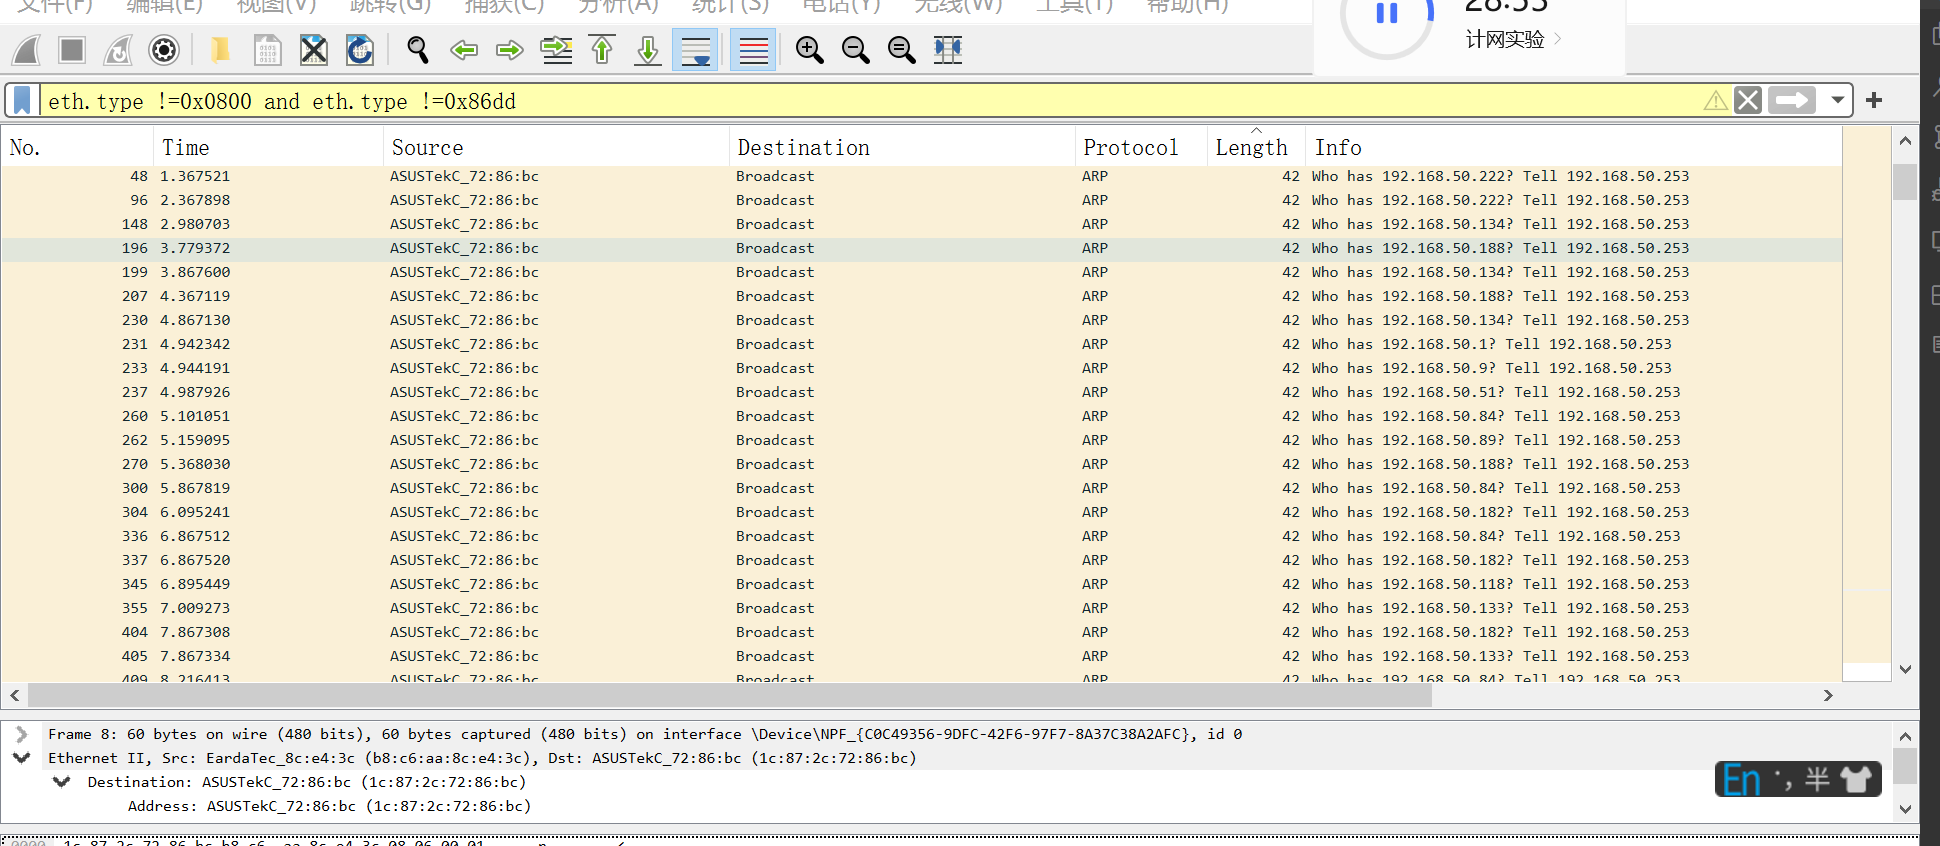 文件(F) 编辑(E) 视图(V) 跳转(G) 捕获(C) 分析(A) 统计(S) 电话(Y) 无线(W) 工具(T) 帮助(H)
28:53
计网实验
eth.type !=0x0800 and eth.type !=0x86dd
No. Time Source Destination Protocol Length Info
48 1.367521 ASUSTekC_72:86:bc Broadcast ARP 42 Who has 192.168.50.222? Tell 192.168.50.253
96 2.367898 ASUSTekC_72:86:bc Broadcast ARP 42 Who has 192.168.50.222? Tell 192.168.50.253
148 2.980703 ASUSTekC_72:86:bc Broadcast ARP 42 Who has 192.168.50.134? Tell 192.168.50.253
196 3.779372 ASUSTekC_72:86:bc Broadcast ARP 42 Who has 192.168.50.188? Tell 192.168.50.253
199 3.867600 ASUSTekC_72:86:bc Broadcast ARP 42 Who has 192.168.50.134? Tell 192.168.50.253
207 4.367119 ASUSTekC_72:86:bc Broadcast ARP 42 Who has 192.168.50.188? Tell 192.168.50.253
230 4.867130 ASUSTekC_72:86:bc Broadcast ARP 42 Who has 192.168.50.134? Tell 192.168.50.253
231 4.942342 ASUSTekC_72:86:bc Broadcast ARP 42 Who has 192.168.50.1? Tell 192.168.50.253
233 4.944191 ASUSTekC_72:86:bc Broadcast ARP 42 Who has 192.168.50.9? Tell 192.168.50.253
237 4.987926 ASUSTekC_72:86:bc Broadcast ARP 42 Who has 192.168.50.51? Tell 192.168.50.253
260 5.101051 ASUSTekC_72:86:bc Broadcast ARP 42 Who has 192.168.50.84? Tell 192.168.50.253
262 5.159095 ASUSTekC_72:86:bc Broadcast ARP 42 Who has 192.168.50.89? Tell 192.168.50.253
270 5.368030 ASUSTekC_72:86:bc Broadcast ARP 42 Who has 192.168.50.188? Tell 192.168.50.253
300 5.867819 ASUSTekC_72:86:bc Broadcast ARP 42 Who has 192.168.50.84? Tell 192.168.50.253
304 6.095241 ASUSTekC_72:86:bc Broadcast ARP 42 Who has 192.168.50.182? Tell 192.168.50.253
336 6.867512 ASUSTekC_72:86:bc Broadcast ARP 42 Who has 192.168.50.84? Tell 192.168.50.253
337 6.867520 ASUSTekC_72:86:bc Broadcast ARP 42 Who has 192.168.50.182? Tell 192.168.50.253
345 6.895449 ASUSTekC_72:86:bc Broadcast ARP 42 Who has 192.168.50.118? Tell 192.168.50.253
355 7.009273 ASUSTekC_72:86:bc Broadcast ARP 42 Who has 192.168.50.133? Tell 192.168.50.253
404 7.867308 ASUSTekC_72:86:bc Broadcast ARP 42 Who has 192.168.50.182? Tell 192.168.50.253
405 7.867334 ASUSTekC_72:86:bc Broadcast ARP 42 Who has 192.168.50.133? Tell 192.168.50.253
409 8.216413 ASUSTekC_72:86:bc Broadcast ARP 42 Who has 192.168.50.84? Tell 192.168.50.253
Frame 8: 60 bytes on wire (480 bits), 60 bytes captured (480 bits) on interface \Device\NPF_{C0C49356-9DFC-42F6-97F7-8A37C38A2AFC}, id 0
Ethernet II, Src: EardaTec_8c:e4:3c (b8:c6:aa:8c:e4:3c), Dst: ASUSTekC_72:86:bc (1c:87:2c:72:86:bc)
Destination: ASUSTekC_72:86:bc (1c:87:2c:72:86:bc)
Address: ASUSTekC_72:86:bc (1c:87:2c:72:86:bc)
En 半
0000 1c 87 2c 72 86 bc b8 c6 aa 8c e4 3c 08 06 00 01